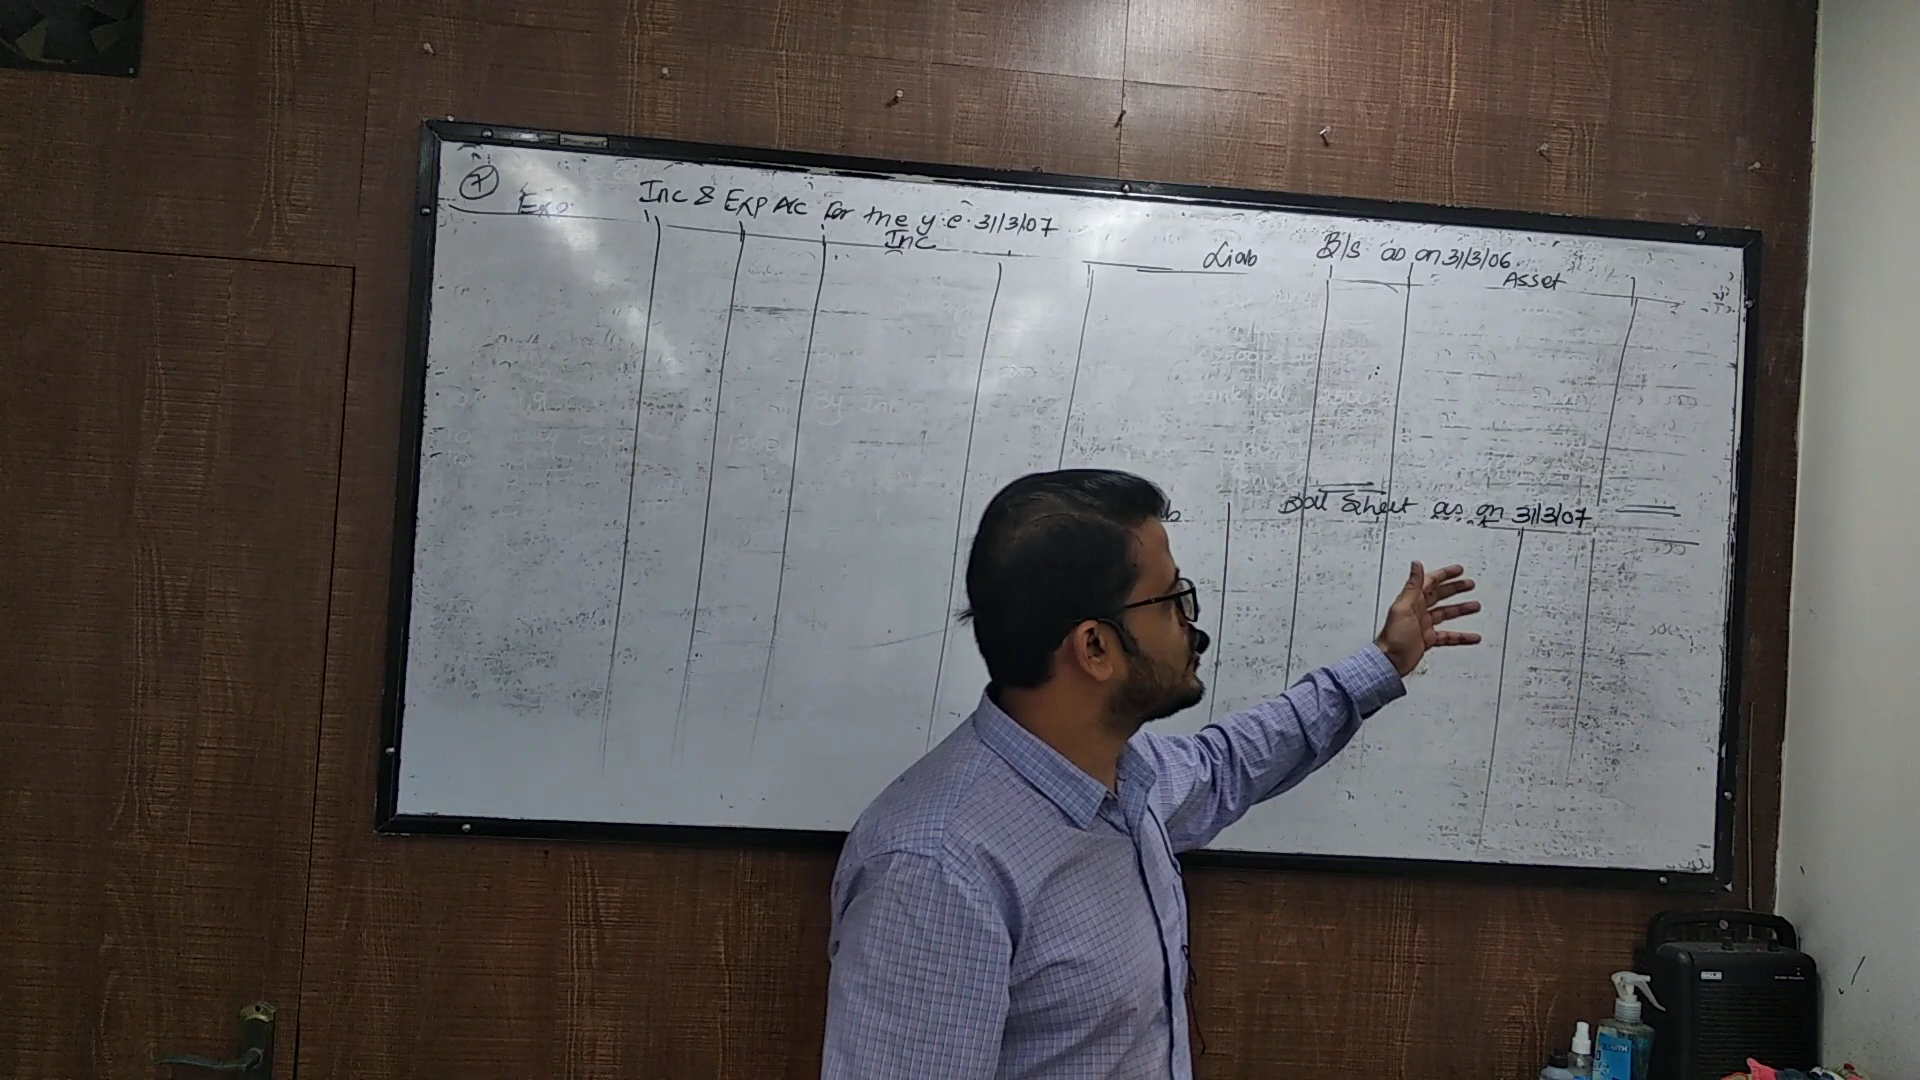 7
Inc & Exp A/c for the y.e. 31/3/07
Exp.
Inc
B/s as on 31/3/06
Liab
Asset
Bal Sheet as on 31/3/07